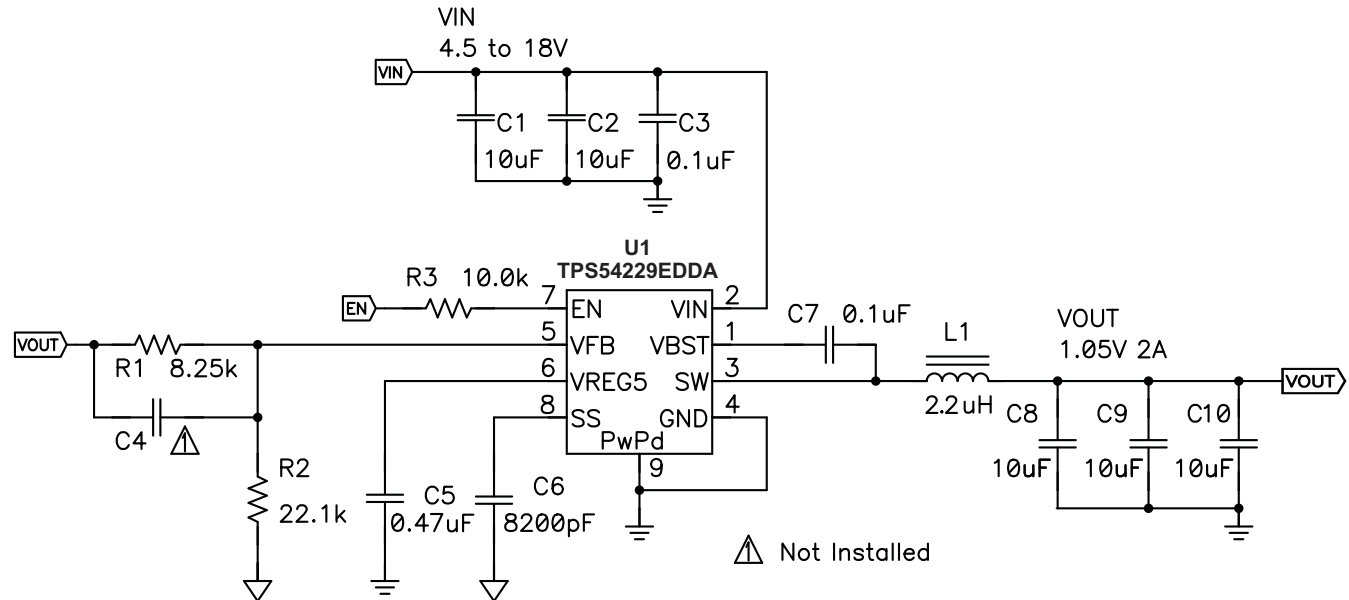 VIN
4.5 to 18V
VIN
C1
C2
C3
10uF
10uF
0.1uF
U1
TPS54229EDDA
R3 10.0k
EN
7
EN
VIN
2
C7
0.1uF
VOUT
R1
8.25k
5
VFB
VBST
1
L1
2.2uH
VOUT
1.05V 2A
6
VREG5
SW
3
VOUT
C4
1
8
SS
GND
4
PwPd
9
C8
C9
C10
10uF
10uF
10uF
R2
22.1k
C5
0.47uF
C6
8200pF
1 Not Installed